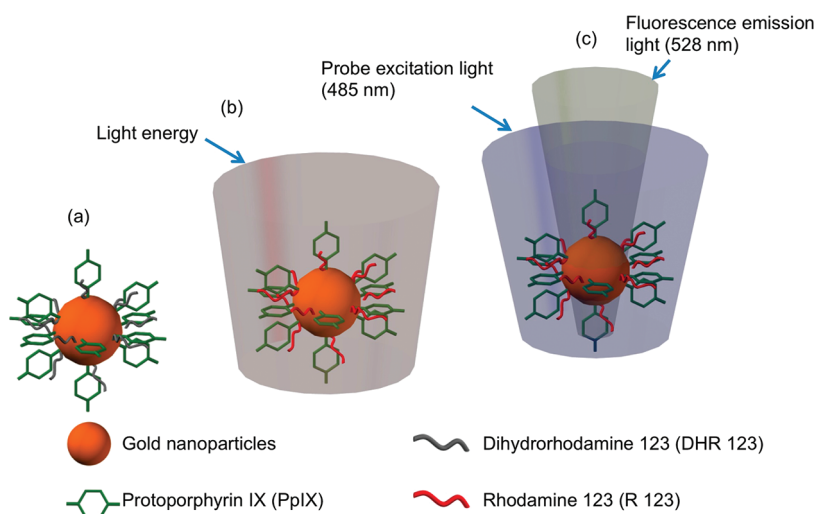 (c)
Fluorescence emission
light (528 nm)
Probe excitation light
(485 nm)
(b)
Light energy
(a)
Gold nanoparticles
Dihydrorhodamine 123 (DHR 123)
Protoporphyrin IX (PpIX)
Rhodamine 123 (R 123)